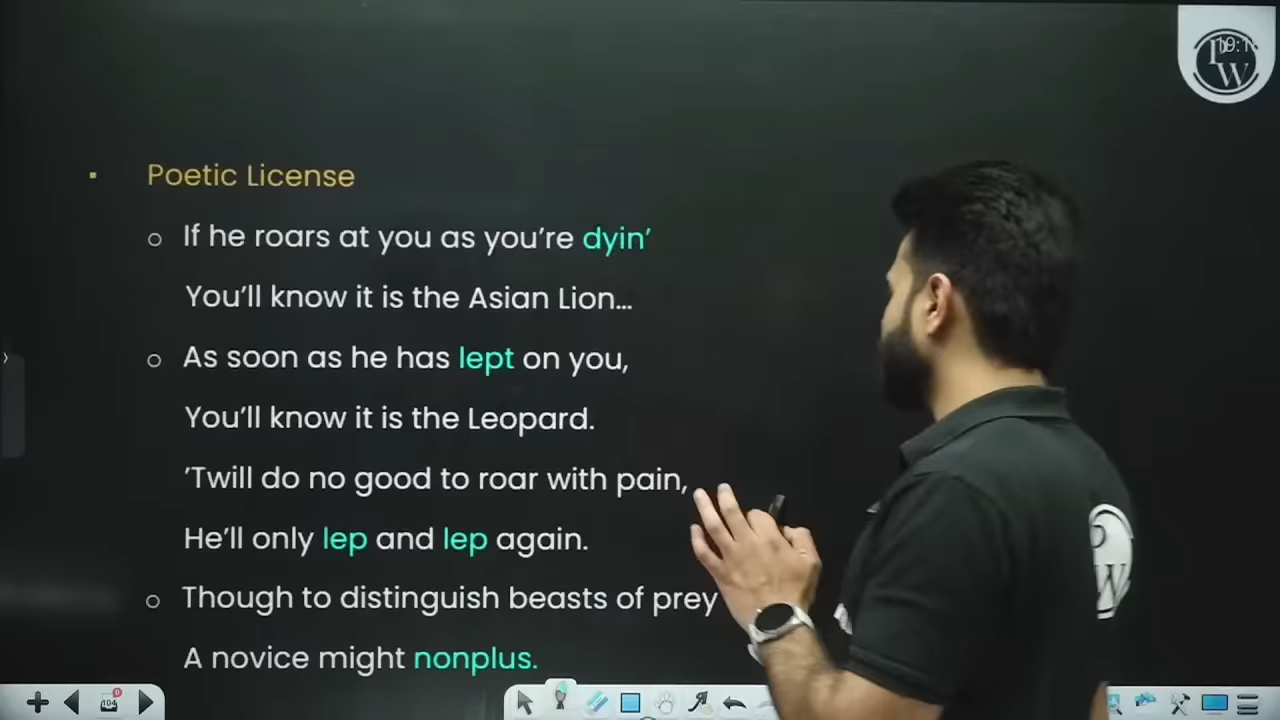 19:1
▪ Poetic License
o If he roars at you as you’re dyin’
You’ll know it is the Asian Lion...
o As soon as he has lept on you,
You’ll know it is the Leopard.
’Twill do no good to roar with pain,
He’ll only lep and lep again.
o Though to distinguish beasts of prey
A novice might nonplus.
104